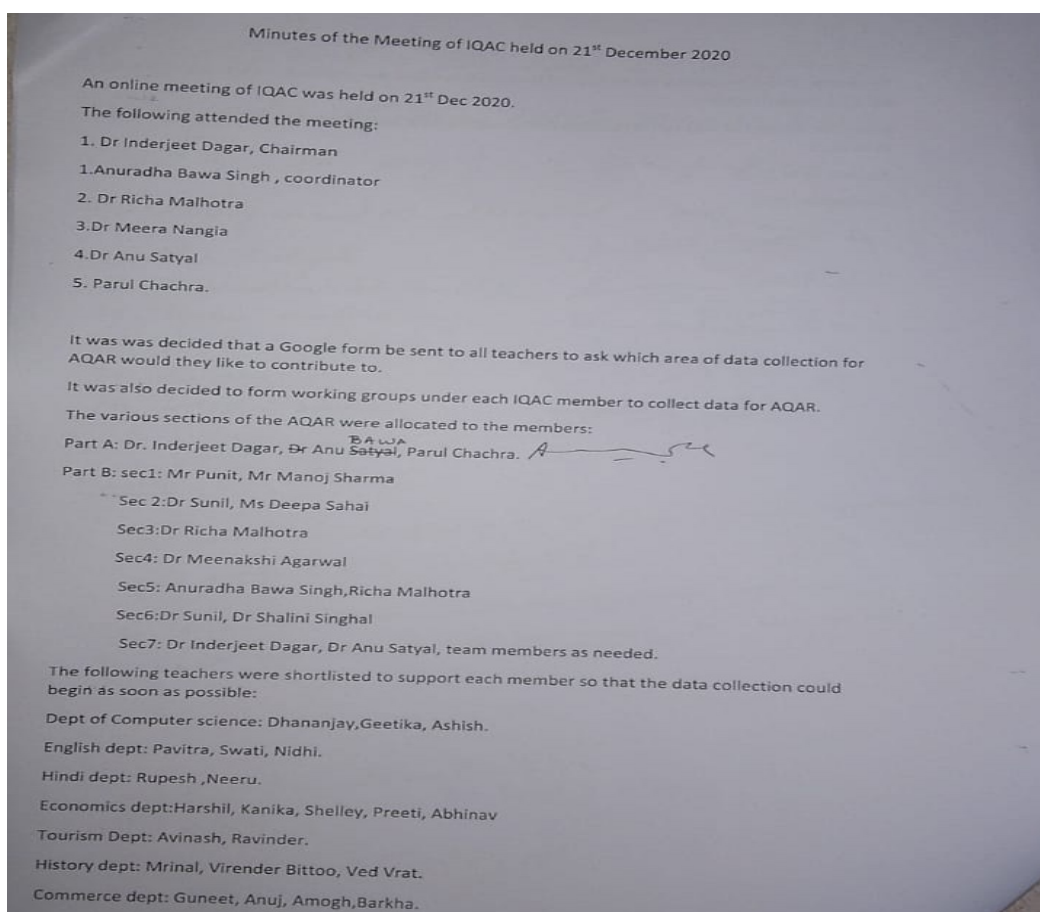 Minutes of the Meeting of IQAC held on 21st December 2020
An online meeting of IQAC was held on 21st Dec 2020.
The following attended the meeting:
1. Dr Inderjeet Dagar, Chairman
1.Anuradha Bawa Singh , coordinator
2. Dr Richa Malhotra
3.Dr Meera Nangia
4.Dr Anu Satyal
5. Parul Chachra.
It was was decided that a Google form be sent to all teachers to ask which area of data collection for
AQAR would they like to contribute to.
It was also decided to form working groups under each IQAC member to collect data for AQAR.
The various sections of the AQAR were allocated to the members:
BAWA
Part A: Dr. Inderjeet Dagar, Dr Anu Satyal, Parul Chachra.
Part B: sec1: Mr Punit, Mr Manoj Sharma
Sec 2:Dr Sunil, Ms Deepa Sahai
Sec3:Dr Richa Malhotra
Sec4: Dr Meenakshi Agarwal
Sec5: Anuradha Bawa Singh,Richa Malhotra
Sec6:Dr Sunil, Dr Shalini Singhal
Sec7: Dr Inderjeet Dagar, Dr Anu Satyal, team members as needed.
The following teachers were shortlisted to support each member so that the data collection could
begin as soon as possible:
Dept of Computer science: Dhananjay,Geetika, Ashish.
English dept: Pavitra, Swati, Nidhi.
Hindi dept: Rupesh ,Neeru.
Economics dept:Harshil, Kanika, Shelley, Preeti, Abhinav
Tourism Dept: Avinash, Ravinder.
History dept: Mrinal, Virender Bittoo, Ved Vrat.
Commerce dept: Guneet, Anuj, Amogh,Barkha.